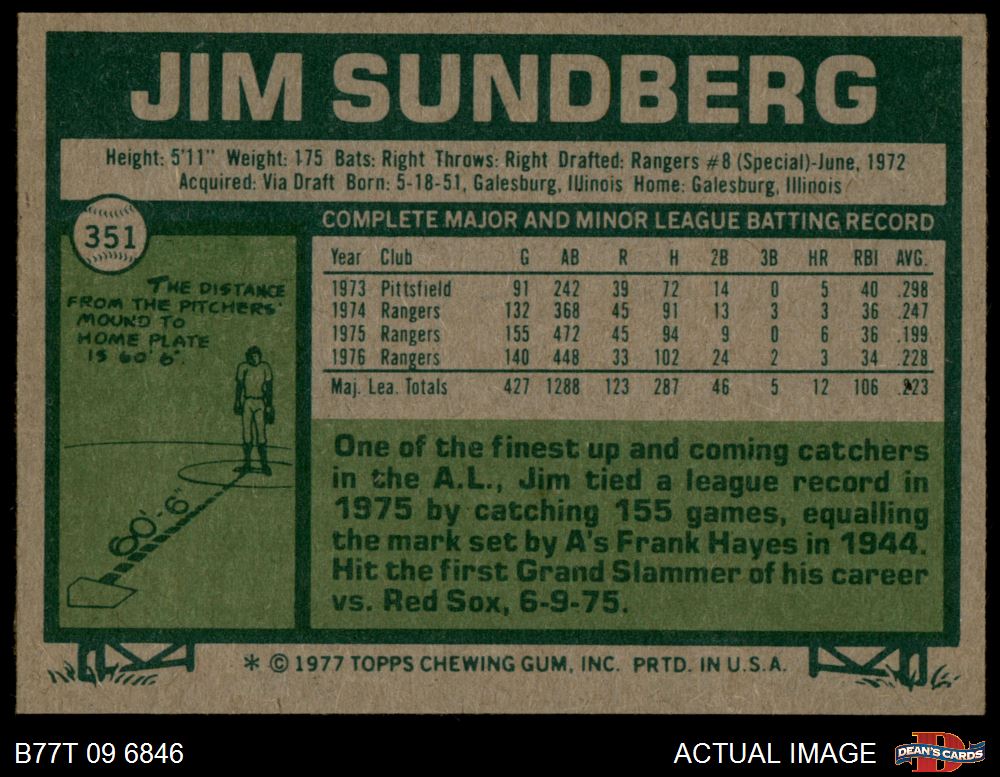 JIM SUNDBERG
Height: 5'11" Weight: 175 Bats: Right Throws: Right Drafted: Rangers #8 (Special)-June, 1972
Acquired: Via Draft Born: 5-18-51, Galesburg, Illinois Home: Galesburg, Illinois
351
THE DISTANCE
FROM THE PITCHERS'
MOUND TO
HOME PLATE
IS 60' 6".
60'-6"
COMPLETE MAJOR AND MINOR LEAGUE BATTING RECORD
Year Club G AB R H 2B 3B HR RBI AVG.
1973 Pittsfield 91 242 39 72 14 0 5 40 .298
1974 Rangers 132 368 45 91 13 3 3 36 .247
1975 Rangers 155 472 45 94 9 0 6 36 .199
1976 Rangers 140 448 33 102 24 2 3 34 .228
Maj. Lea. Totals 427 1288 123 287 46 5 12 106 .223
One of the finest up and coming catchers
in the A.L., Jim tied a league record in
1975 by catching 155 games, equalling
the mark set by A's Frank Hayes in 1944.
Hit the first Grand Slammer of his career
vs. Red Sox, 6-9-75.
* © 1977 TOPPS CHEWING GUM, INC. PRTD. IN U.S.A.
B77T 09 6846
ACTUAL IMAGE
D
DEAN'S CARDS